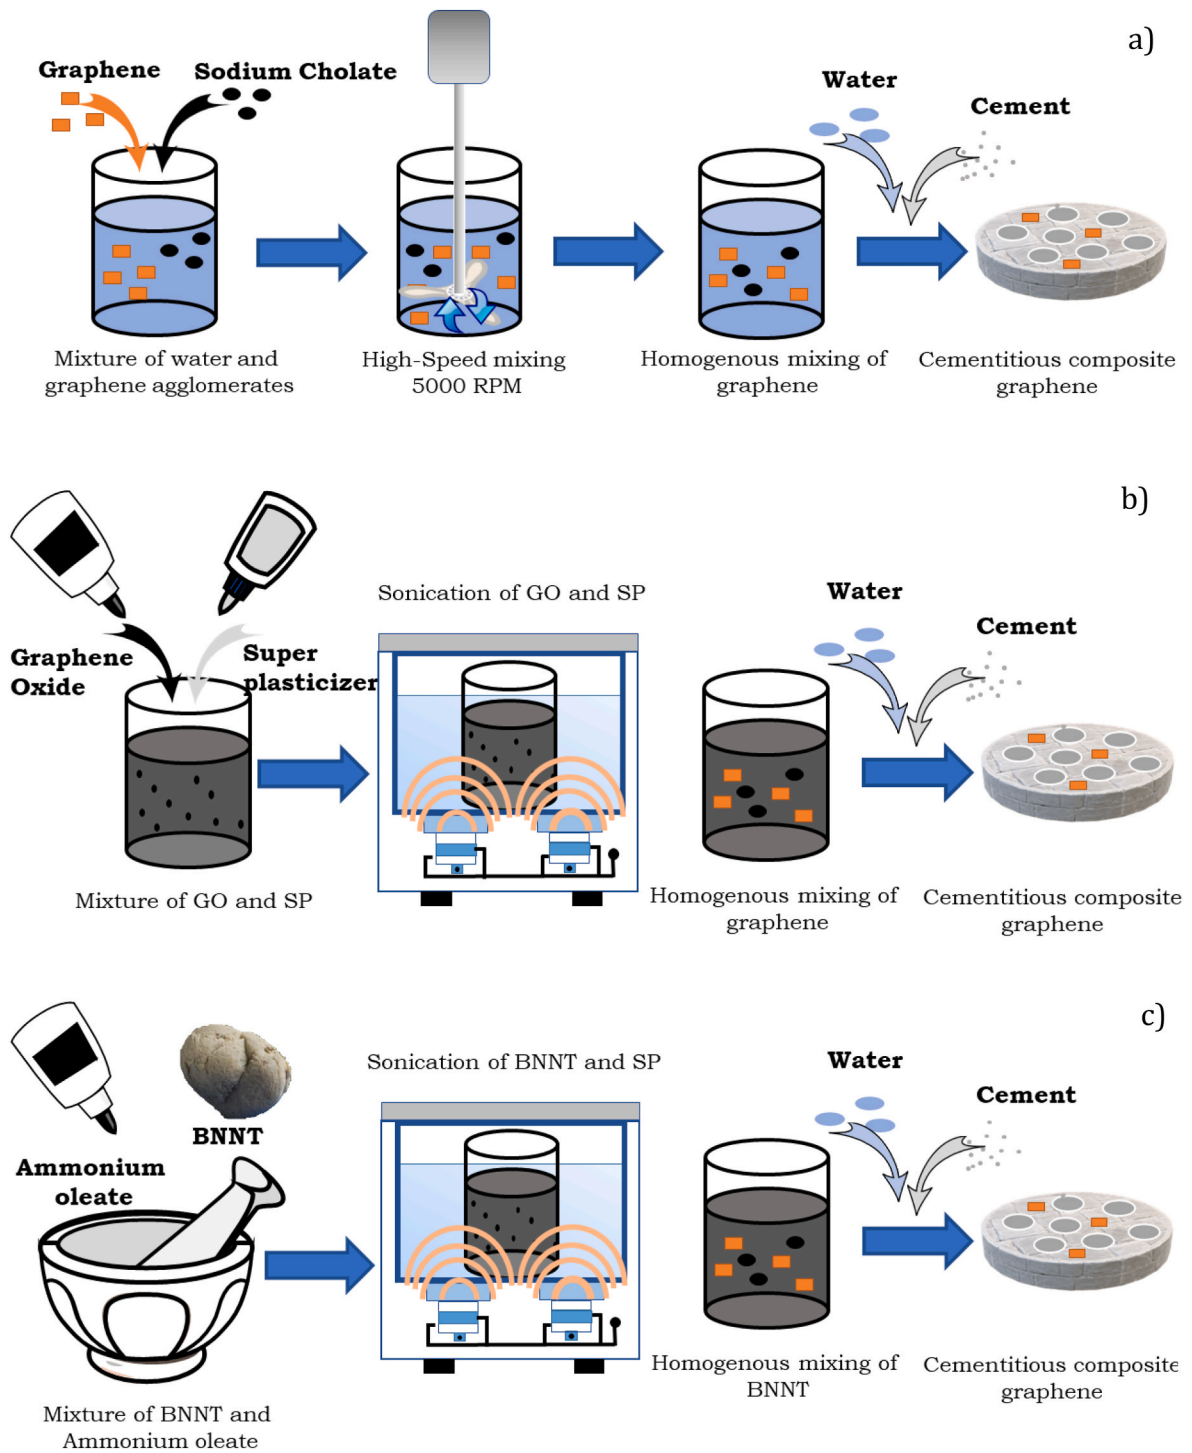 a)
Graphene
Sodium Cholate
Water
Cement
Mixture of water and
graphene agglomerates
High-Speed mixing
5000 RPM
Homogenous mixing of
graphene
Cementitious composite
graphene
b)
Graphene
Oxide
Super
plasticizer
Sonication of GO and SP
Water
Cement
Mixture of GO and SP
Homogenous mixing of
graphene
Cementitious composite
graphene
c)
BNNT
Ammonium
oleate
Sonication of BNNT and SP
Water
Cement
Mixture of BNNT and
Ammonium oleate
Homogenous mixing of
BNNT
Cementitious composite
graphene